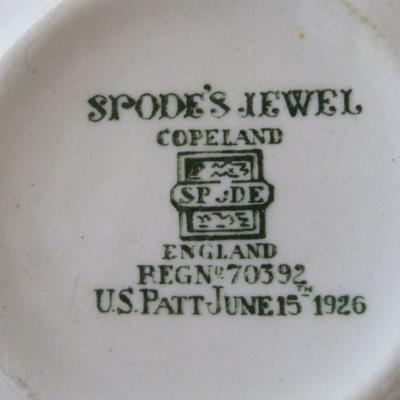 SPODE'S JEWEL
COPELAND
SPODE
ENGLAND
REGNo 70392
U.S. PATT JUNE 15TH 1926